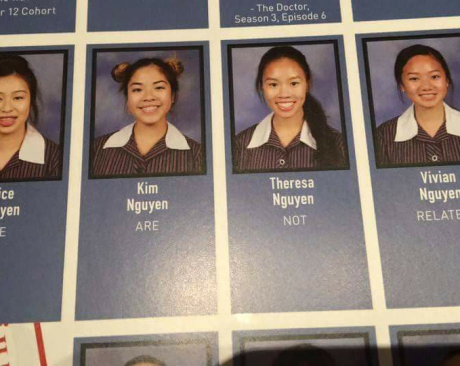 r 12 Cohort
- The Doctor,
Season 3, Episode 6
ice
yen
E
Kim
Nguyen
ARE
Theresa
Nguyen
NOT
Vivian
Nguyen
RELATE